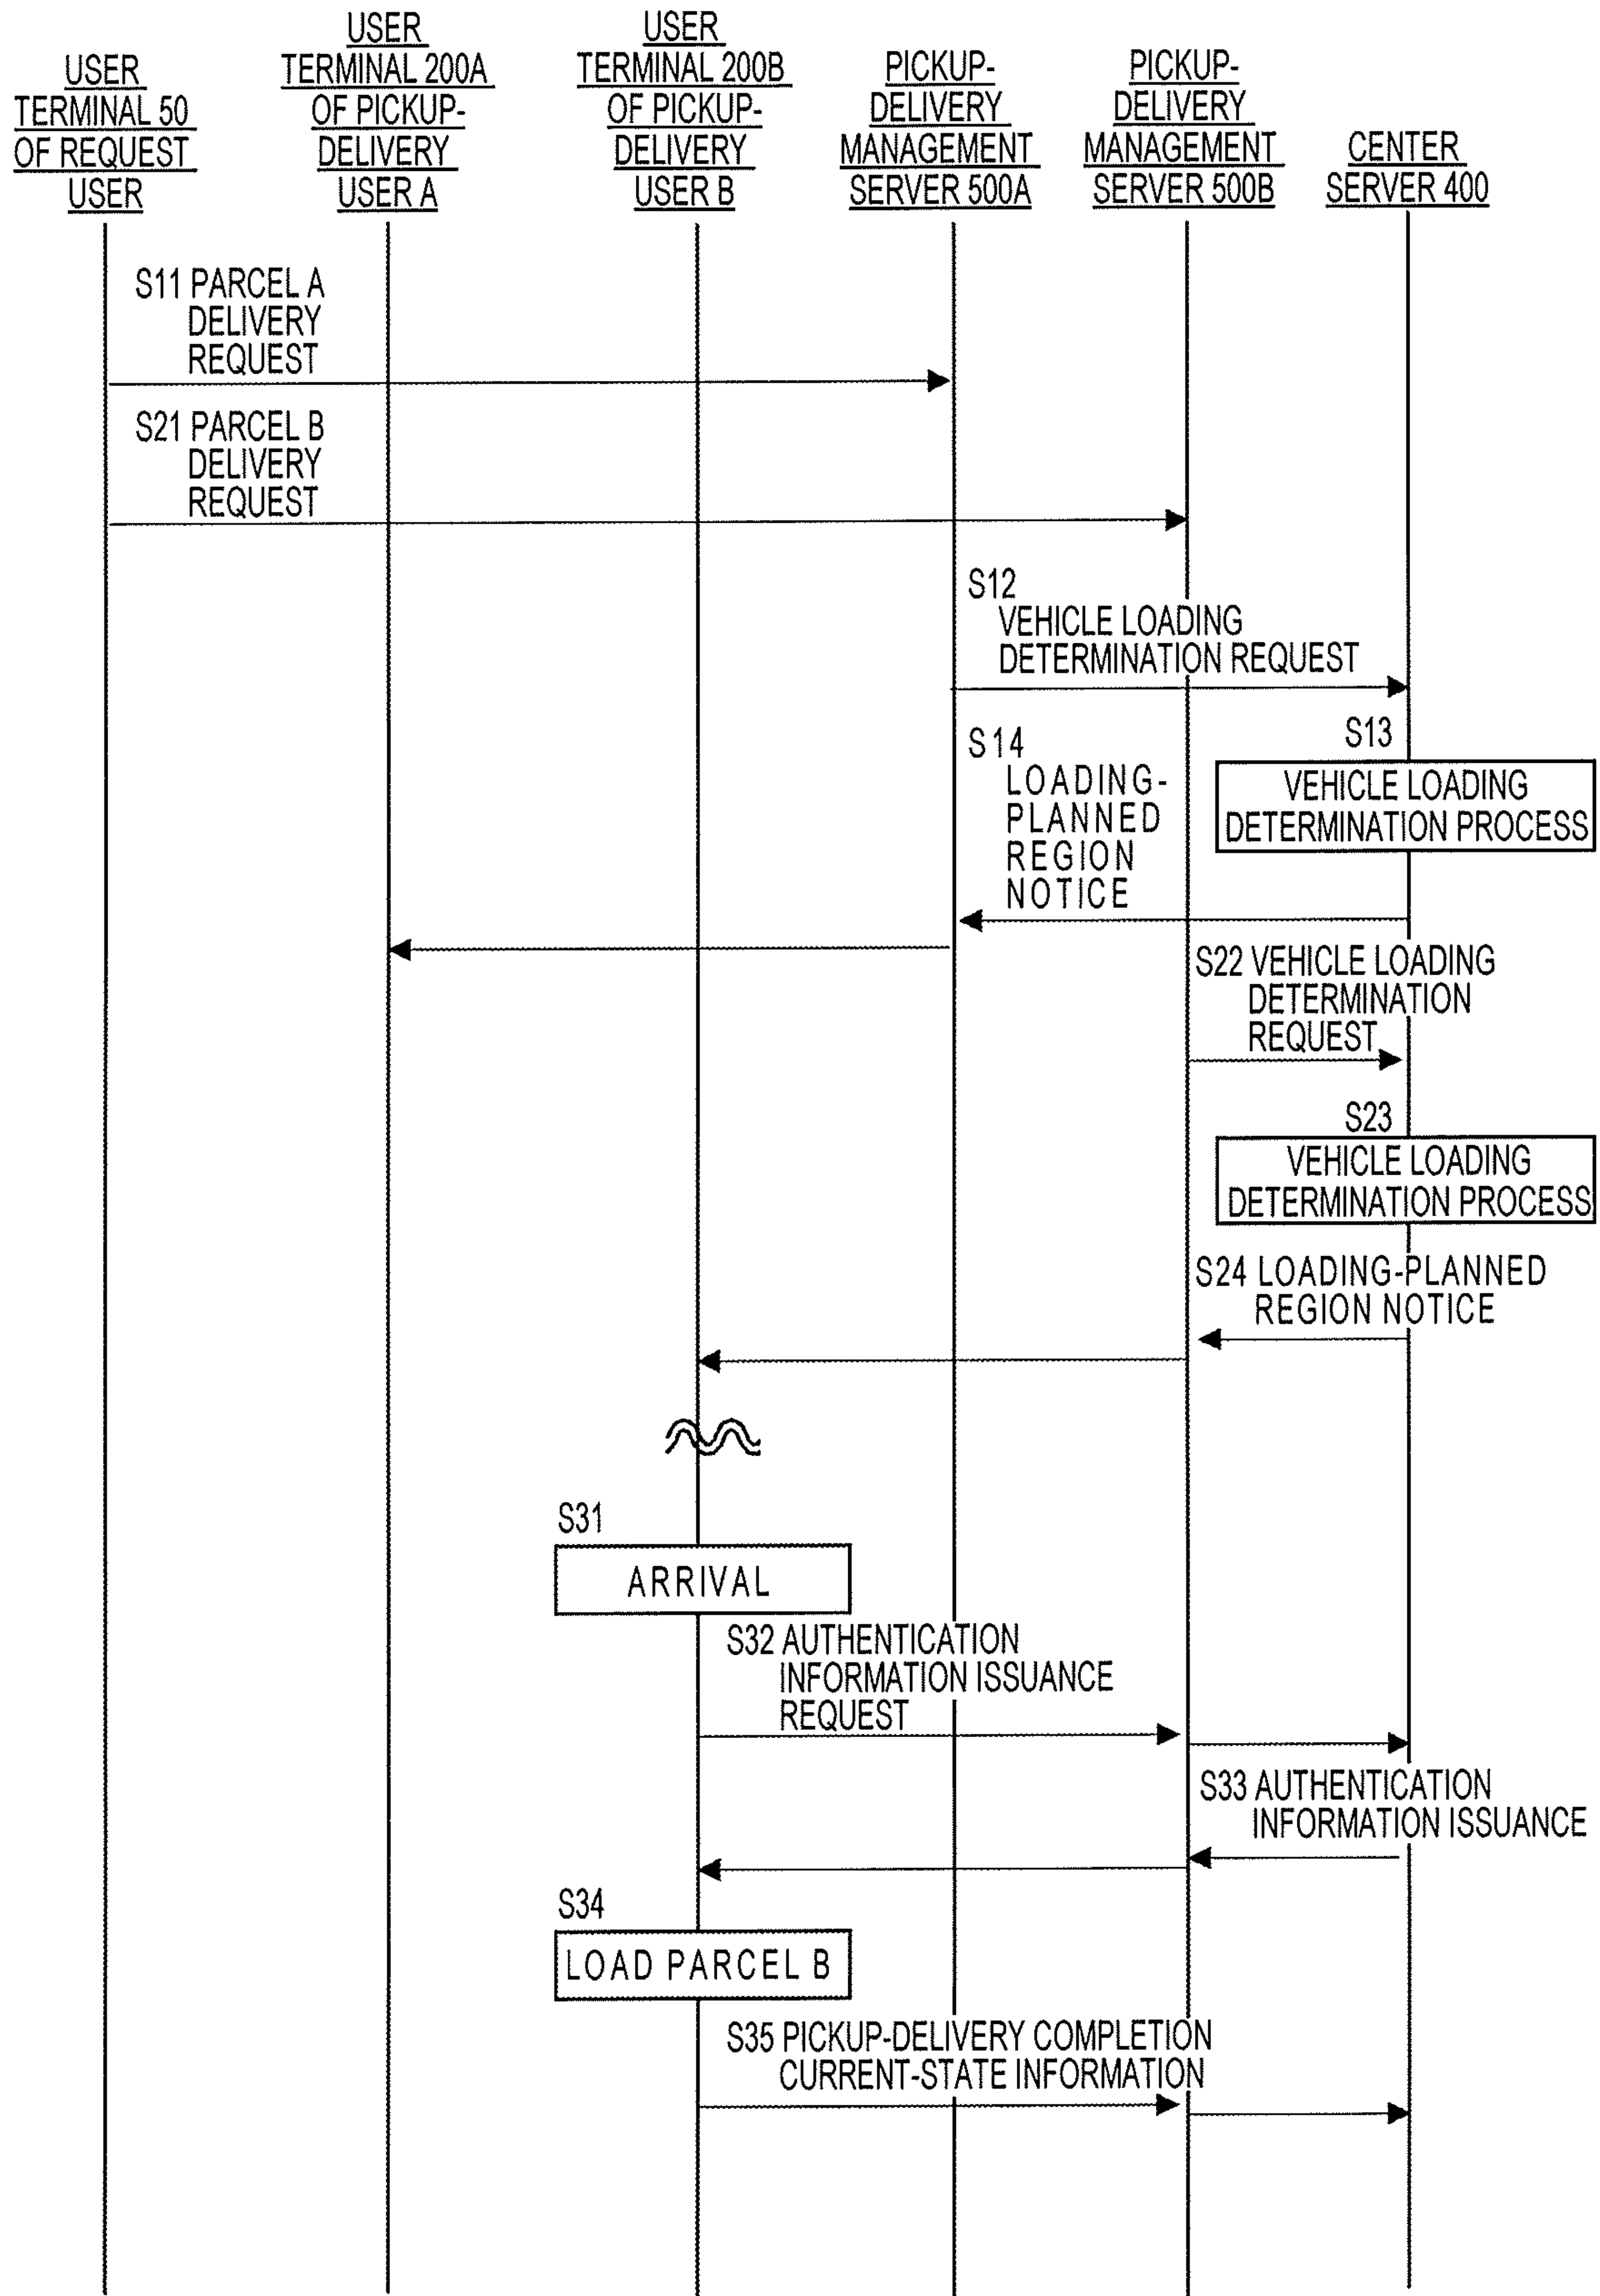 USER
TERMINAL 50
OF REQUEST
USER
USER
TERMINAL 200A
OF PICKUP-
DELIVERY
USER A
USER
TERMINAL 200B
OF PICKUP-
DELIVERY
USER B
PICKUP-
DELIVERY
MANAGEMENT
SERVER 500A
PICKUP-
DELIVERY
MANAGEMENT
SERVER 500B
CENTER
SERVER 400
S11 PARCEL A
DELIVERY
REQUEST
S21 PARCEL B
DELIVERY
REQUEST
S12
VEHICLE LOADING
DETERMINATION REQUEST
S13
VEHICLE LOADING
DETERMINATION PROCESS
S14
LOADING-
PLANNED
REGION
NOTICE
S22 VEHICLE LOADING
DETERMINATION
REQUEST
S23
VEHICLE LOADING
DETERMINATION PROCESS
S24 LOADING-PLANNED
REGION NOTICE
S31
ARRIVAL
S32 AUTHENTICATION
INFORMATION ISSUANCE
REQUEST
S33 AUTHENTICATION
INFORMATION ISSUANCE
S34
LOAD PARCEL B
S35 PICKUP-DELIVERY COMPLETION
CURRENT-STATE INFORMATION